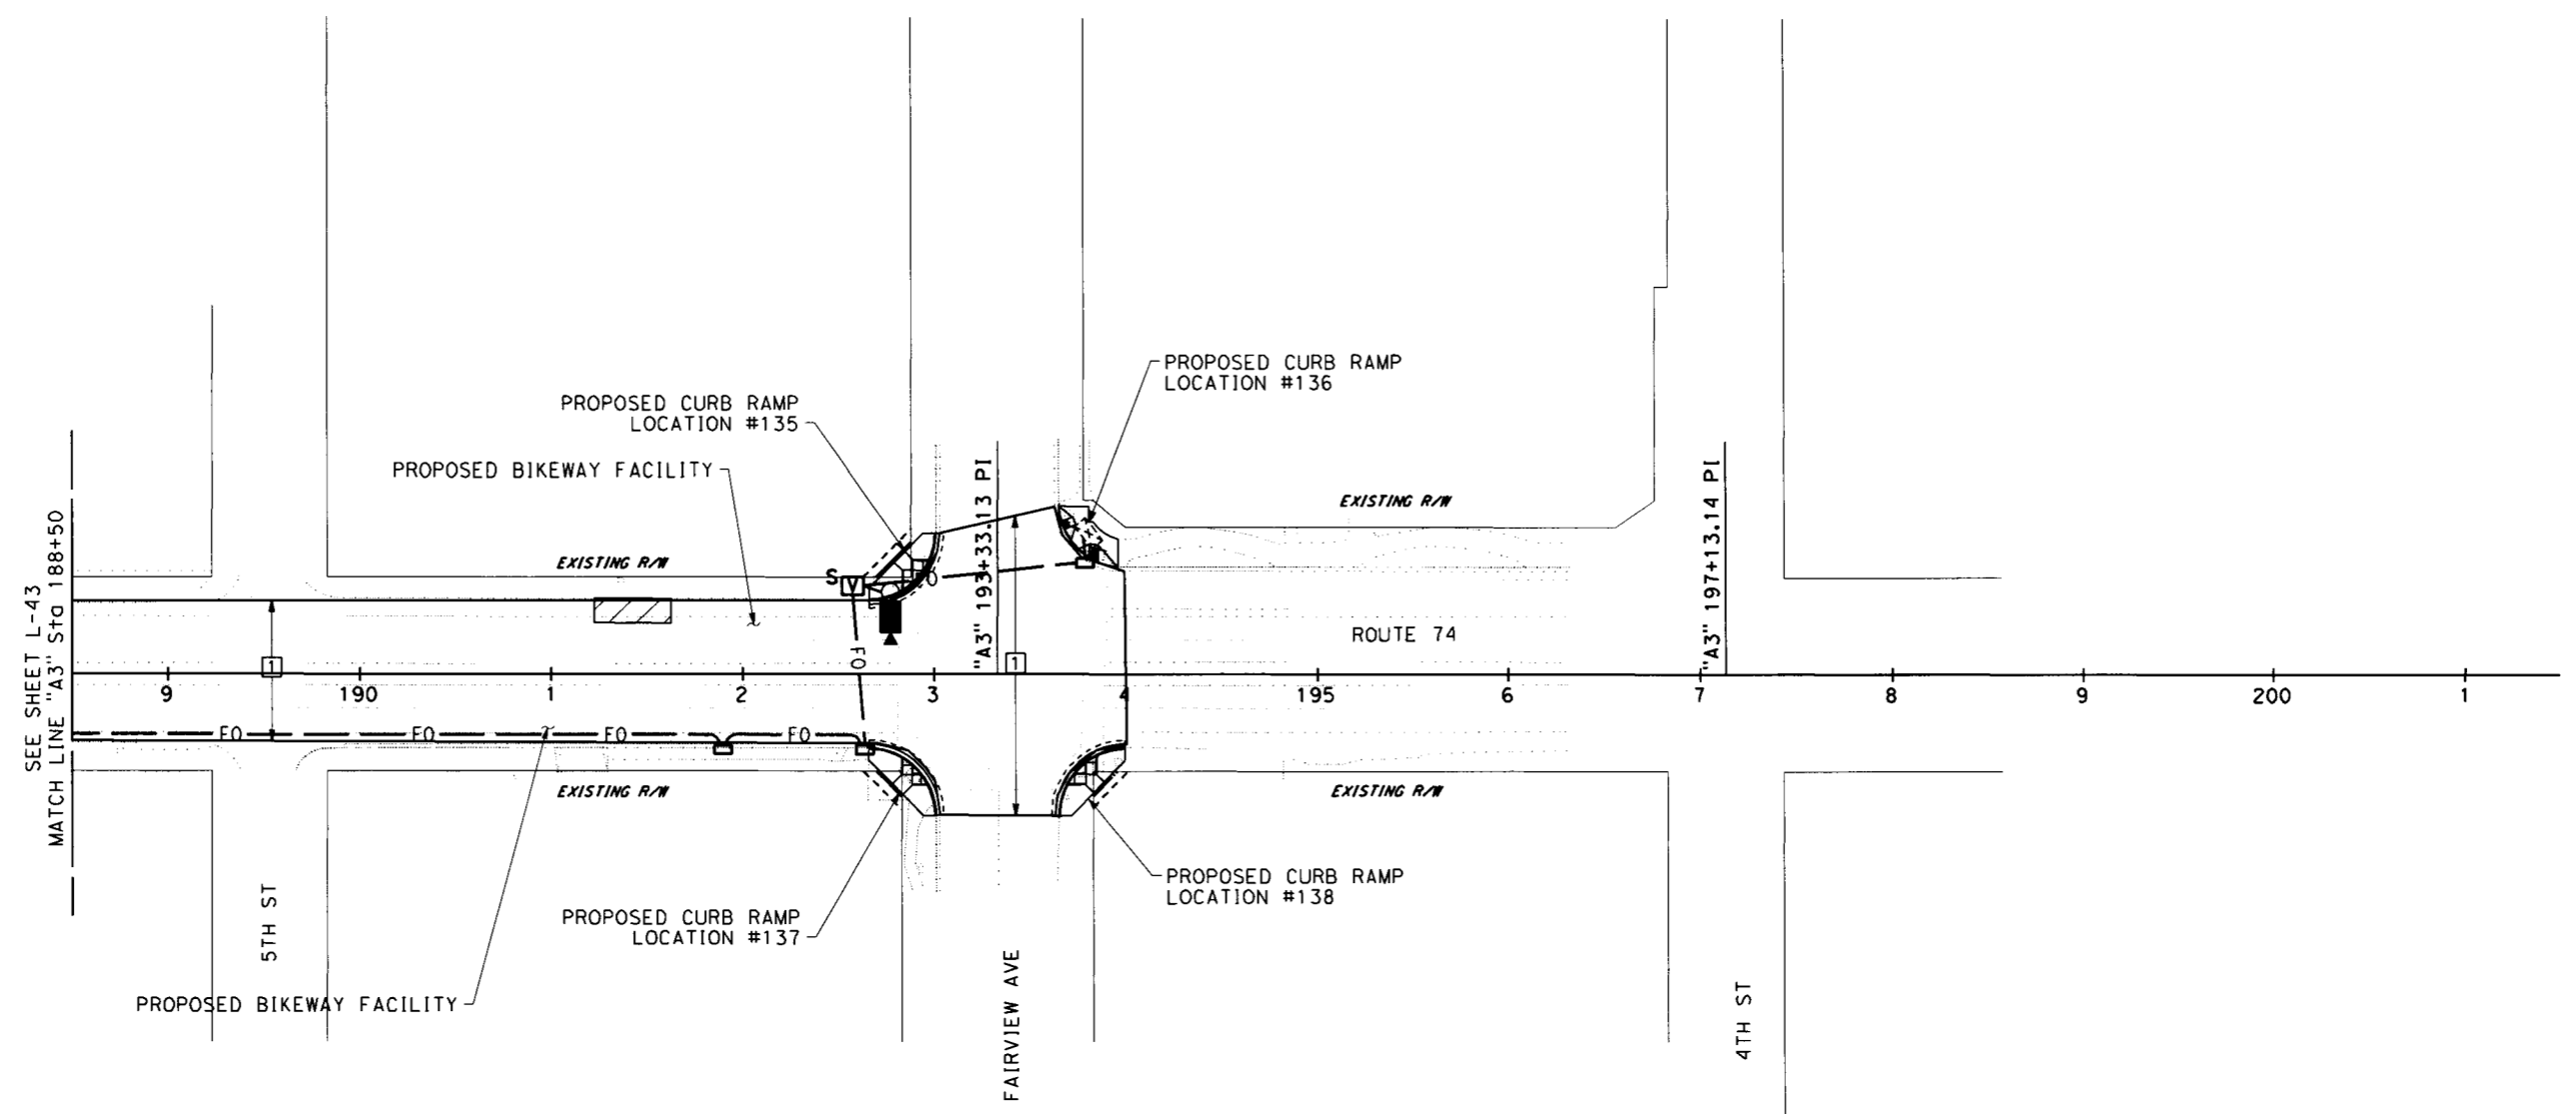 PROPOSED CURB RAMP
LOCATION #136
PROPOSED CURB RAMP
LOCATION #135
PROPOSED BIKEWAY FACILITY
EXISTING R/W
EXISTING R/W
SEE SHEET L-43
MATCH LINE "A3" Sta 188+50
"A3" 193+33.13 PI
"A3" 197+13.14 PI
S V
ROUTE 74
FO
1
1
9 190 1 2 3 4 195 6 7 8 9 200 1
FO FO FO FO
EXISTING R/W
EXISTING R/W
PROPOSED CURB RAMP
LOCATION #138
PROPOSED CURB RAMP
LOCATION #137
5TH ST
PROPOSED BIKEWAY FACILITY
FAIRVIEW AVE
4TH ST